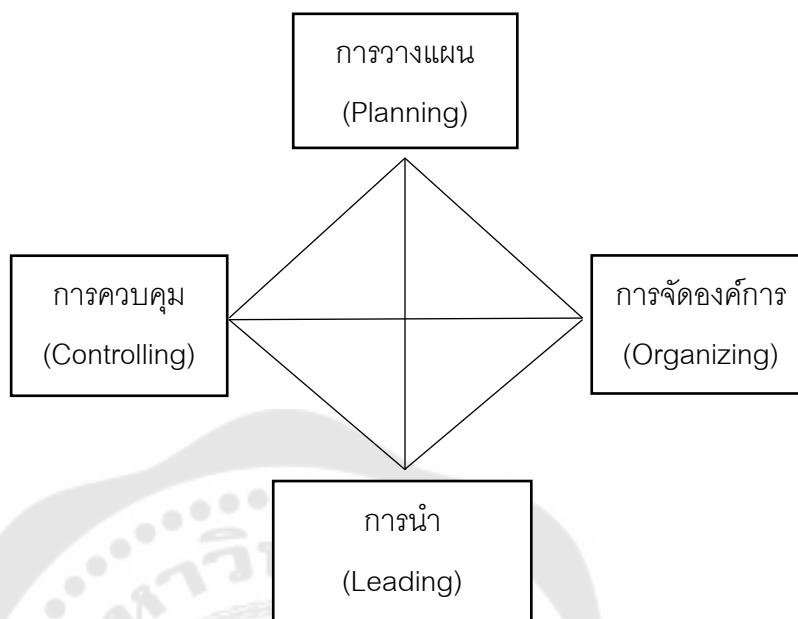 การวางแผน
(Planning)
การควบคุม
(Controlling)
การจัดองค์การ
(Organizing)
การนำ
(Leading)